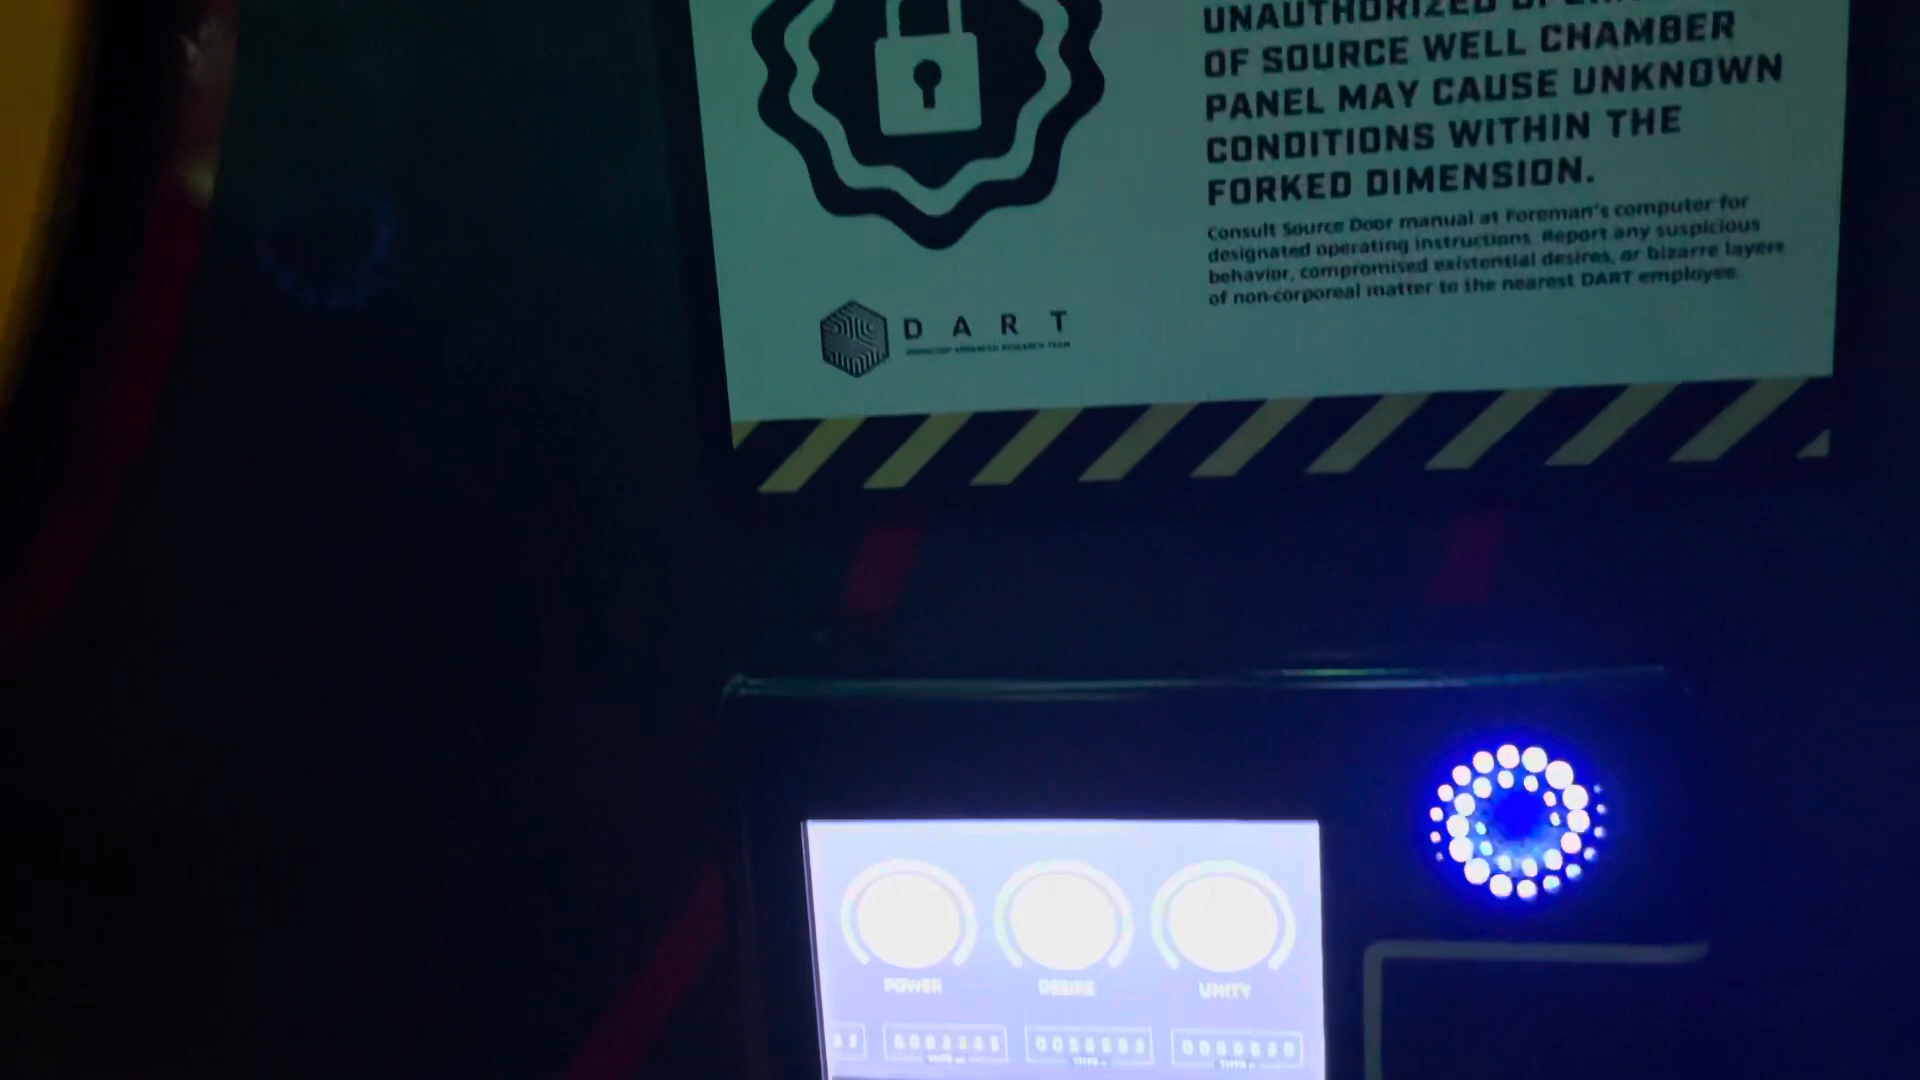 UNAUTHORIZED
OF SOURCE WELL CHAMBER
PANEL MAY CAUSE UNKNOWN
CONDITIONS WITHIN THE
FORKED DIMENSION.
Consult Source Door manual at Foreman's computer for
designated operating instructions. Report any suspicious
behavior, compromised existential desires, or bizarre layers
of non-corporeal matter to the nearest DART employee.
DART
POWER DESIRE UNITY